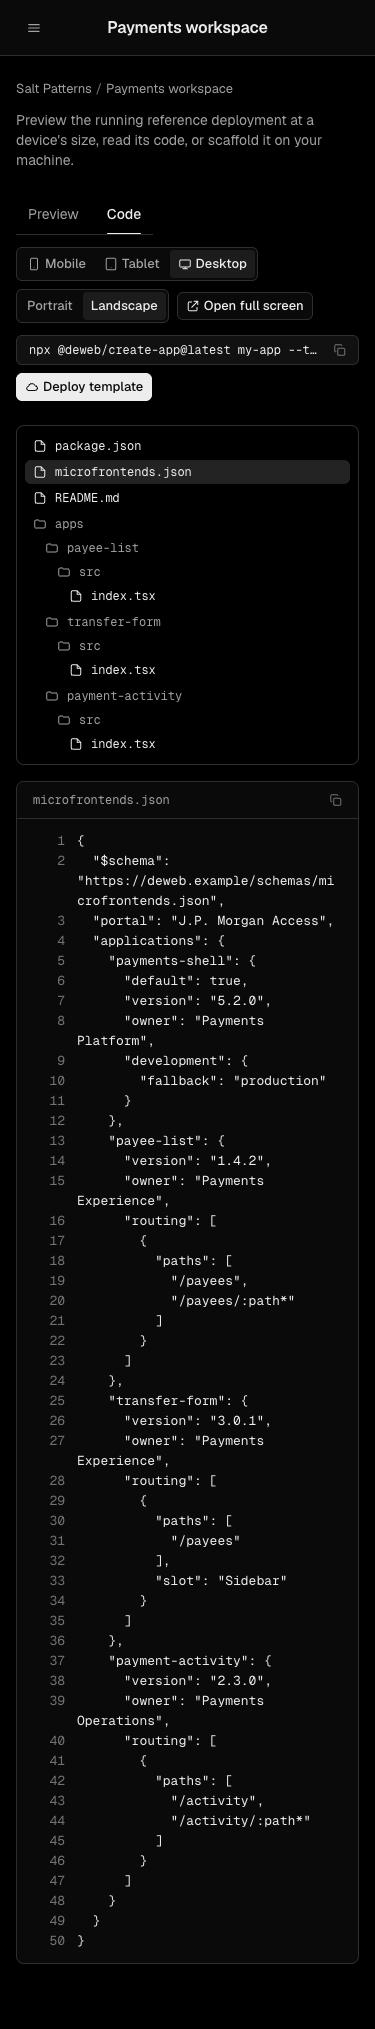 Payments workspace
Salt Patterns / Payments workspace
Preview the running reference deployment at a
device's size, read its code, or scaffold it on your
machine.
Preview Code
Mobile Tablet Desktop
Portrait Landscape Open full screen
npx @deweb/create-app@latest my-app --t…
Deploy template
package.json
microfrontends.json
README.md
apps
payee-list
src
index.tsx
transfer-form
src
index.tsx
payment-activity
src
index.tsx
microfrontends.json
1 {
2   "$schema":
"https://deweb.example/schemas/mi
crofrontends.json",
3   "portal": "J.P. Morgan Access",
4   "applications": {
5     "payments-shell": {
6       "default": true,
7       "version": "5.2.0",
8       "owner": "Payments
Platform",
9       "development": {
10         "fallback": "production"
11       }
12     },
13     "payee-list": {
14       "version": "1.4.2",
15       "owner": "Payments
Experience",
16       "routing": [
17         {
18           "paths": [
19             "/payees",
20             "/payees/:path*"
21           ]
22         }
23       ]
24     },
25     "transfer-form": {
26       "version": "3.0.1",
27       "owner": "Payments
Experience",
28       "routing": [
29         {
30           "paths": [
31             "/payees"
32           ],
33           "slot": "Sidebar"
34         }
35       ]
36     },
37     "payment-activity": {
38       "version": "2.3.0",
39       "owner": "Payments
Operations",
40       "routing": [
41         {
42           "paths": [
43             "/activity",
44             "/activity/:path*"
45           ]
46         }
47       ]
48     }
49   }
50 }